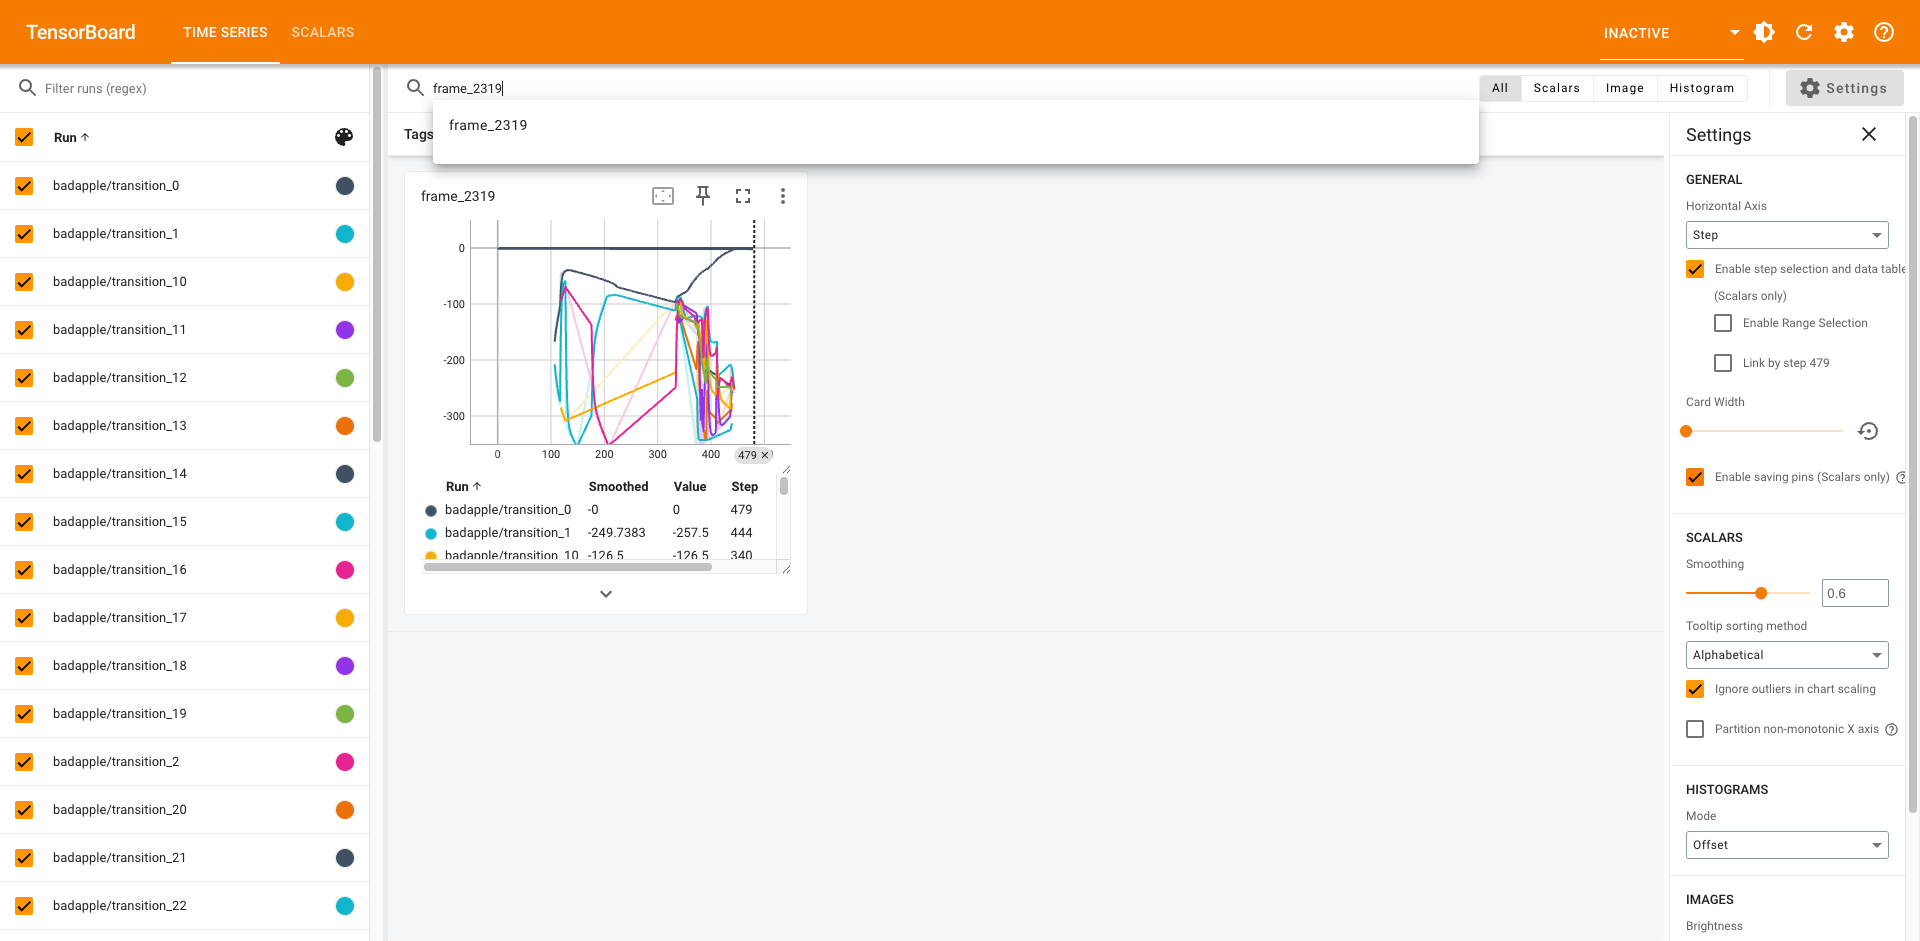 TensorBoard
TIME SERIES
SCALARS
INACTIVE
Filter runs (regex)
frame_2319
All
Scalars
Image
Histogram
Settings
Run
badapple/transition_0
badapple/transition_1
badapple/transition_10
badapple/transition_11
badapple/transition_12
badapple/transition_13
badapple/transition_14
badapple/transition_15
badapple/transition_16
badapple/transition_17
badapple/transition_18
badapple/transition_19
badapple/transition_2
badapple/transition_20
badapple/transition_21
badapple/transition_22
frame_2319
Tags
frame_2319
0
-100
-200
-300
0 100 200 300 400 479
Run Smoothed Value Step
badapple/transition_0 -0 0 479
badapple/transition_1 -249.7383 -257.5 444
badapple/transition_10 -126.5 -126.5 340
Settings
GENERAL
Horizontal Axis
Step
Enable step selection and data table
(Scalars only)
Enable Range Selection
Link by step 479
Card Width
Enable saving pins (Scalars only)
SCALARS
Smoothing
0.6
Tooltip sorting method
Alphabetical
Ignore outliers in chart scaling
Partition non-monotonic X axis
HISTOGRAMS
Mode
Offset
IMAGES
Brightness